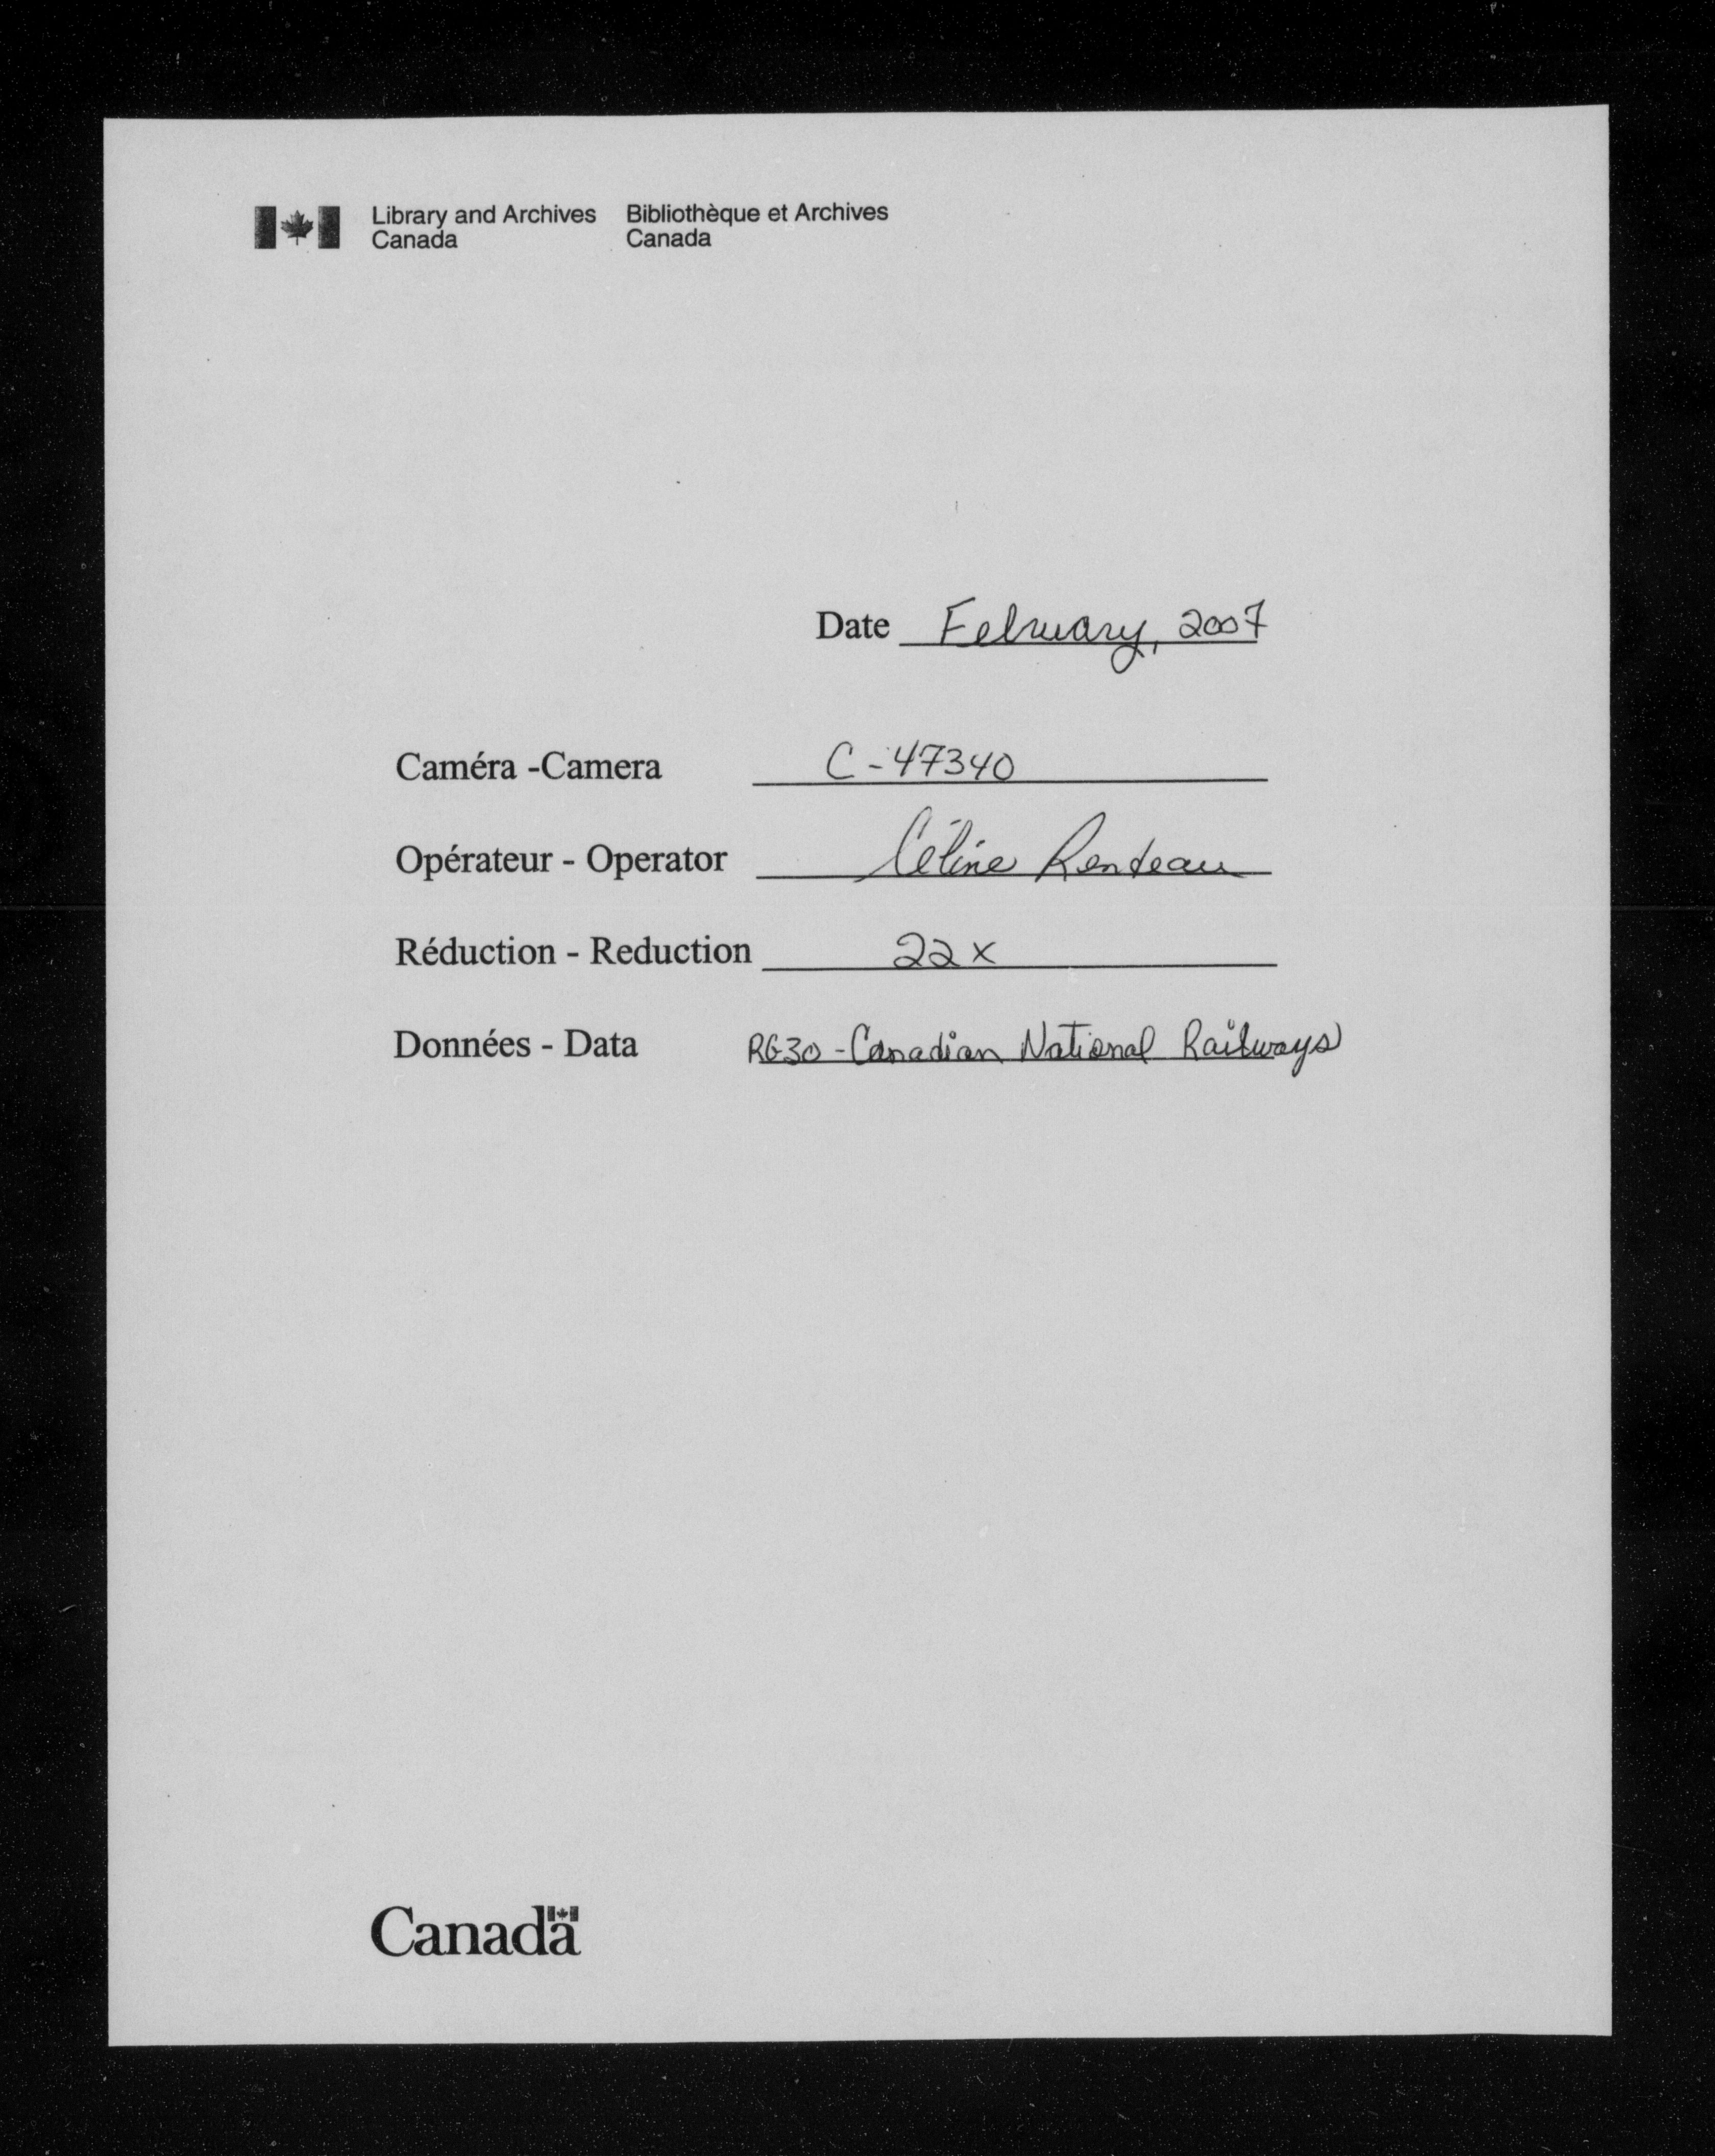 Library and Archives Canada
Bibliothèque et Archives Canada
Date February, 2007
Caméra -Camera C-47340
Opérateur - Operator Céline Rondeau
Réduction - Reduction 22x
Données - Data RG30 - Canadian National Railways
Canada